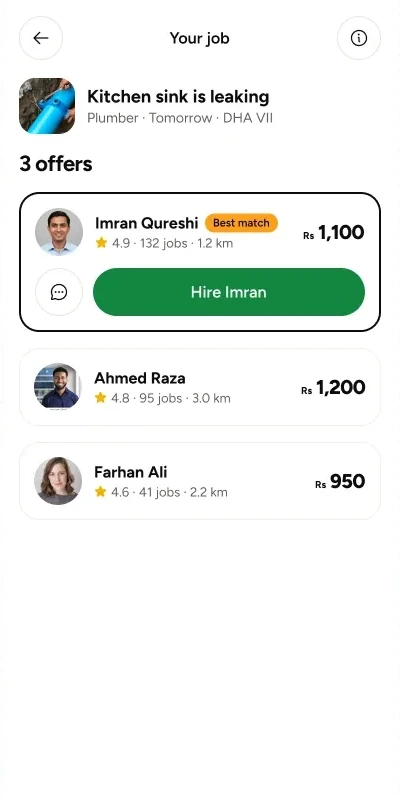 Your job
Kitchen sink is leaking
Plumber · Tomorrow · DHA VII
3 offers
Imran Qureshi Best match
4.9 · 132 jobs · 1.2 km
Rs 1,100
Hire Imran
Ahmed Raza
4.8 · 95 jobs · 3.0 km
Rs 1,200
Farhan Ali
4.6 · 41 jobs · 2.2 km
Rs 950